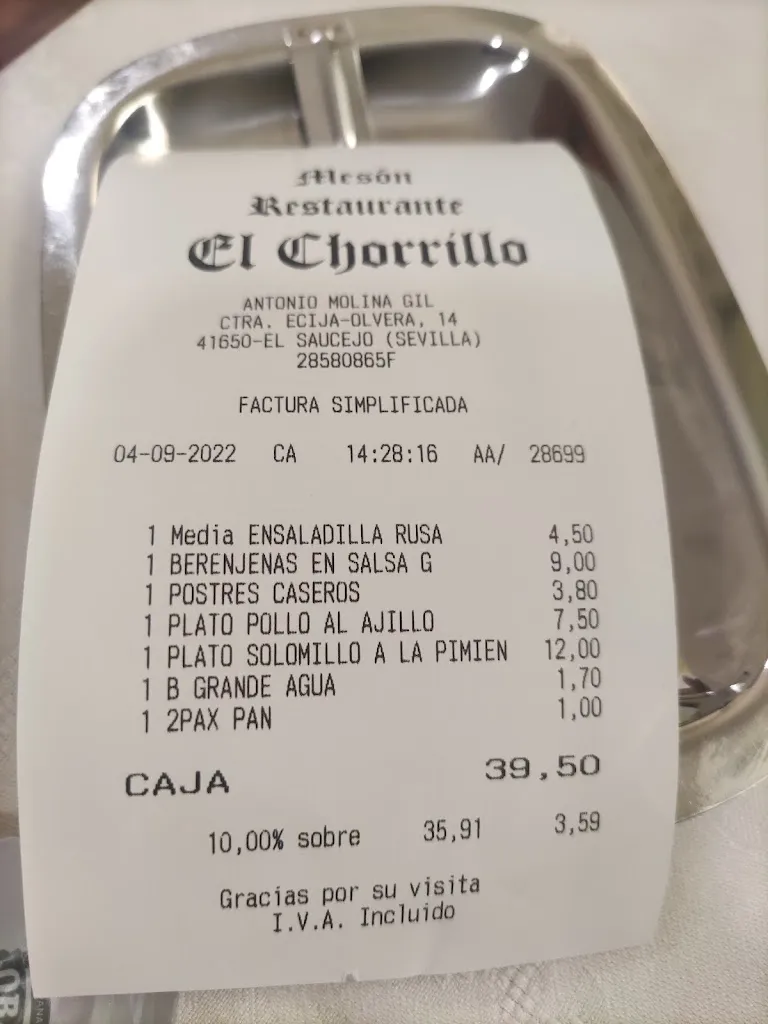 Mesón
Restaurante
El Chorrillo
ANTONIO MOLINA GIL
CTRA. ECIJA-OLVERA, 14
41650-EL SAUCEJO (SEVILLA)
28580865F
FACTURA SIMPLIFICADA
04-09-2022 CA 14:28:16 AA/ 28699
1 Media ENSALADILLA RUSA 4,50
1 BERENJENAS EN SALSA G 9,00
1 POSTRES CASEROS 3,80
1 PLATO POLLO AL AJILLO 7,50
1 PLATO SOLOMILLO A LA PIMIEN 12,00
1 B GRANDE AGUA 1,70
1 2PAX PAN 1,00
CAJA 39,50
10,00% sobre 35,91 3,59
Gracias por su visita
I.V.A. Incluido